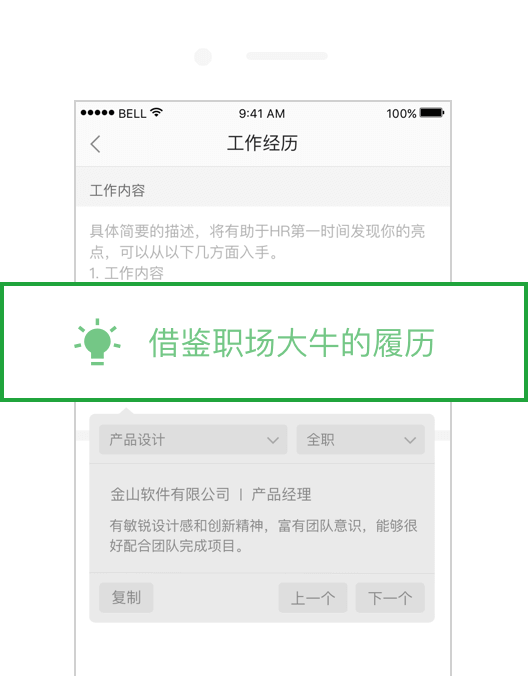 BELL 9:41 AM 100%
工作经历
工作内容
具体简要的描述，将有助于HR第一时间发现你的亮
点，可以从以下几方面入手。
1. 工作内容
借鉴职场大牛的履历
产品设计 全职
金山软件有限公司 | 产品经理
有敏锐设计感和创新精神，富有团队意识，能够很
好配合团队完成项目。
复制 上一个 下一个